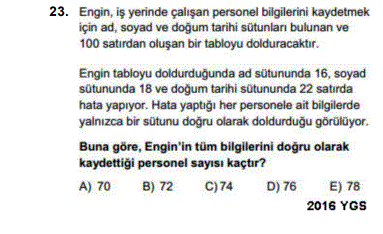 23. Engin, iş yerinde çalışan personel bilgilerini kaydetmek
için ad, soyad ve doğum tarihi sütunları bulunan ve
100 satırdan oluşan bir tabloyu dolduracaktır.
Engin tabloyu doldurduğunda ad sütununda 16, soyad
sütununda 18 ve doğum tarihi sütununda 22 satırda
hata yapıyor. Hata yaptığı her personele ait bilgilerde
yalnızca bir sütunu doğru olarak doldurduğu görülüyor.
Buna göre, Engin'in tüm bilgilerini doğru olarak
kaydettiği personel sayısı kaçtır?
A) 70 B) 72 C) 74 D) 76 E) 78
2016 YGS